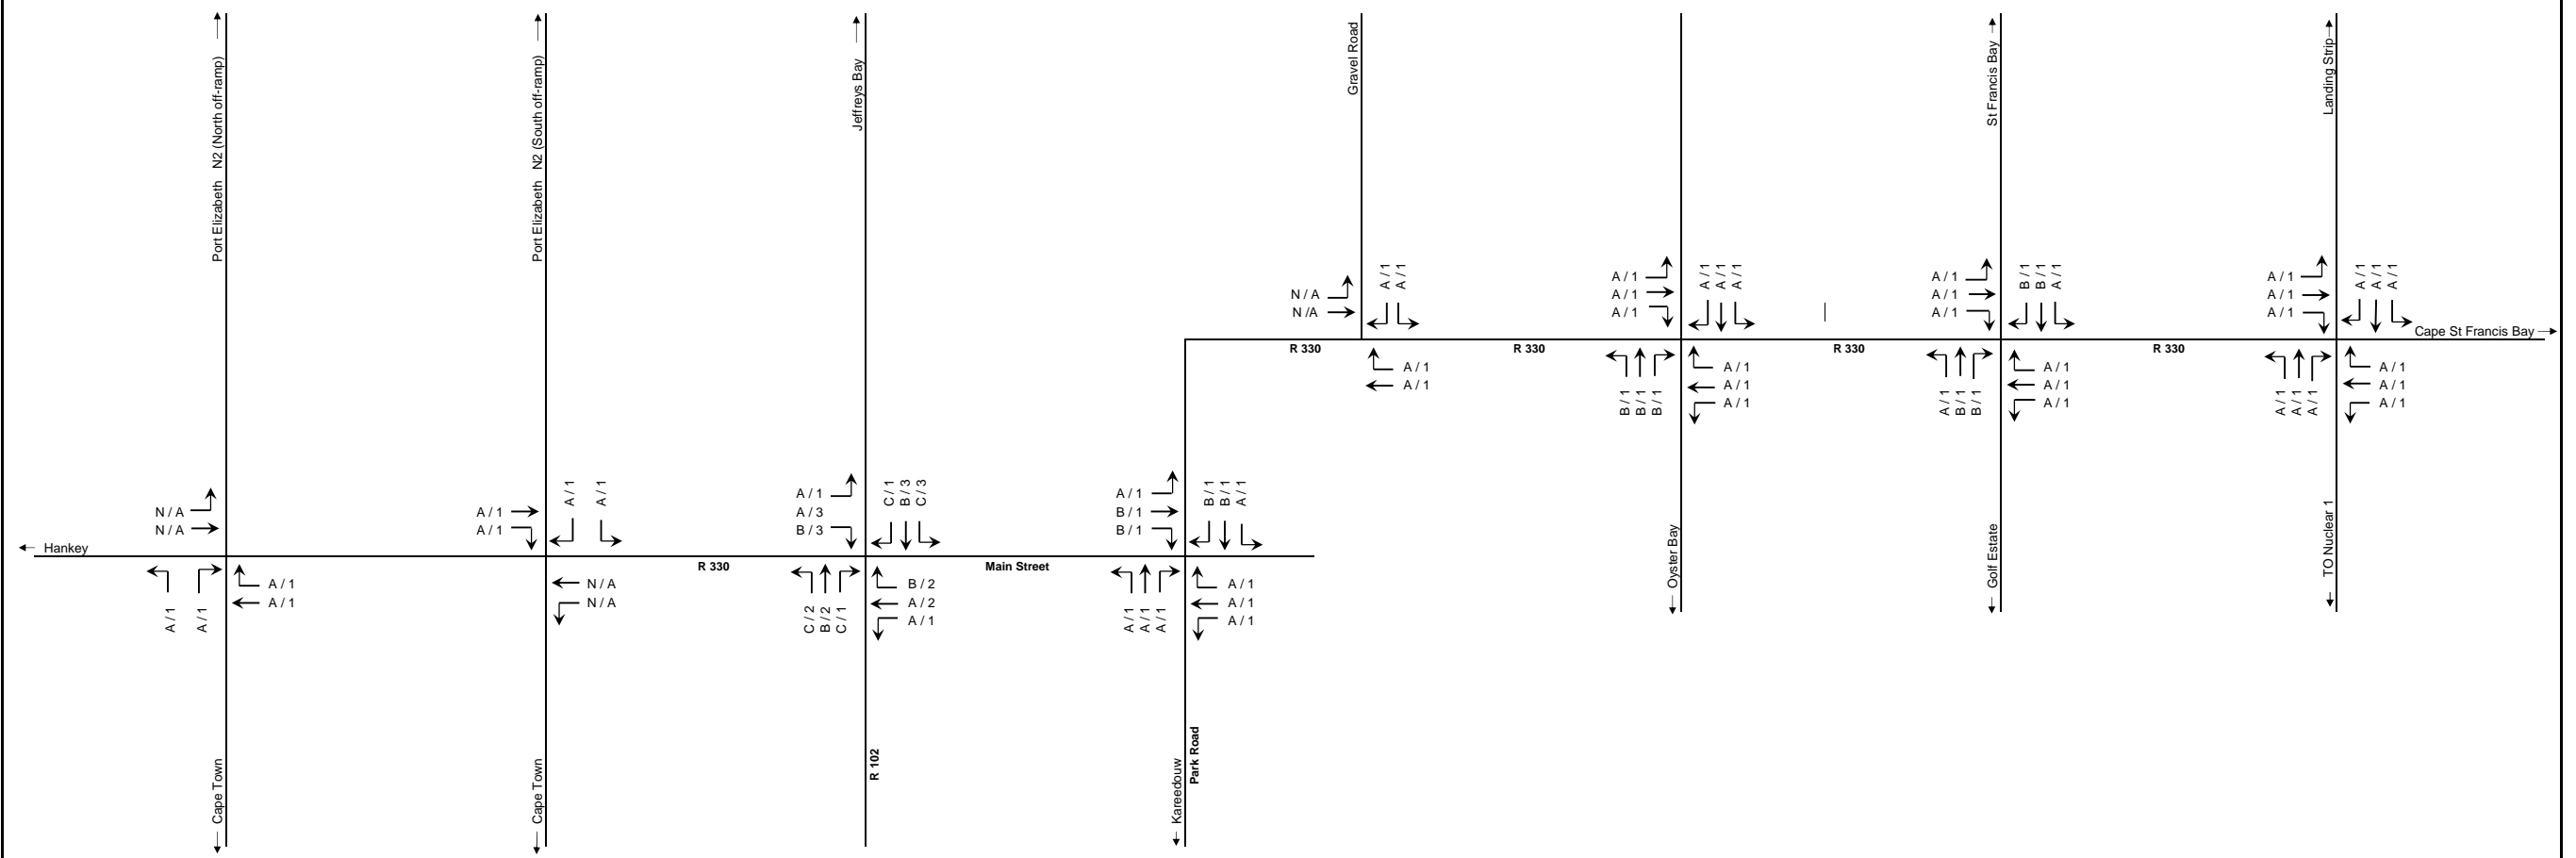 Port Elizabeth N2 (North off-ramp)
Port Elizabeth N2 (South off-ramp)
Jeffreys Bay
Gravel Road
St Francis Bay
Landing Strip
N / A
N /A
A / 1
A / 1
A / 1
A / 1
A / 1
A / 1
A / 1
A / 1
A / 1
A / 1
A / 1
B / 1
B / 1
A / 1
A / 1
A / 1
A / 1
A / 1
A / 1
A / 1
Cape St Francis Bay
R 330
R 330
R 330
R 330
A / 1
A / 1
B / 1
B / 1
B / 1
A / 1
A / 1
A / 1
A / 1
B / 1
B / 1
A / 1
A / 1
A / 1
A / 1
A / 1
A / 1
A / 1
A / 1
A / 1
N / A
N / A
A / 1
A / 1
A / 1
A / 1
A / 1
A / 3
B / 3
C / 1
B / 3
C / 3
A / 1
B / 1
B / 1
B / 1
B / 1
A / 1
Oyster Bay
Golf Estate
TO Nuclear 1
Hankey
R 330
Main Street
A / 1
A / 1
A / 1
A / 1
N / A
N / A
C / 2
B / 2
C / 1
B / 2
A / 2
A / 1
A / 1
A / 1
A / 1
A / 1
A / 1
A / 1
Cape Town
Cape Town
R 102
Kareedouw
Park Road